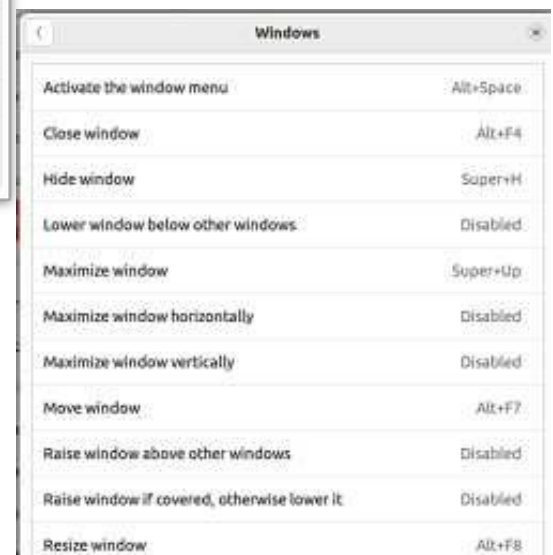 Windows
Activate the window menu Alt+Space
Close window Alt+F4
Hide window Super+H
Lower window below other windows Disabled
Maximize window Super+Up
Maximize window horizontally Disabled
Maximize window vertically Disabled
Move window Alt+F7
Raise window above other windows Disabled
Raise window if covered, otherwise lower it Disabled
Resize window Alt+F8